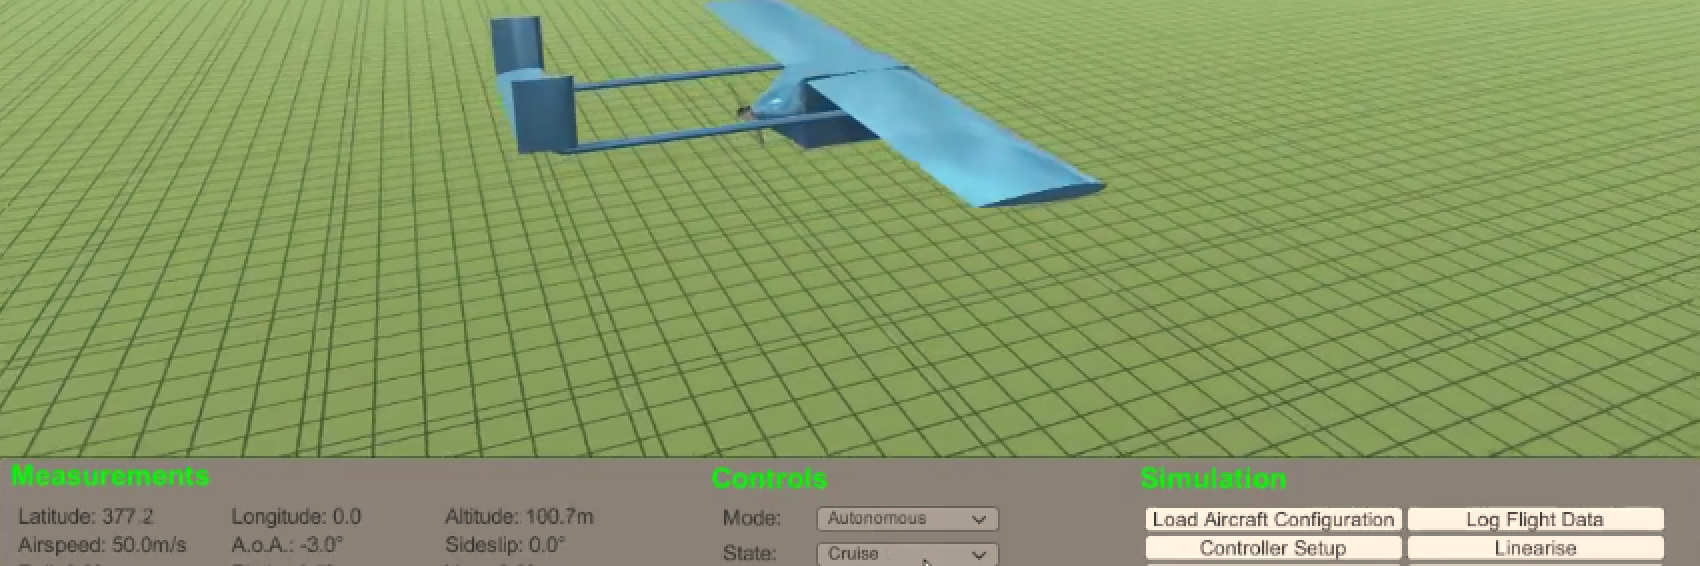 Measurements
Controls
Simulation
Latitude: 377.2
Longitude: 0.0
Altitude: 100.7m
Mode:
Autonomous
Load Aircraft Configuration
Log Flight Data
Airspeed: 50.0m/s
A.o.A.: -3.0°
Sideslip: 0.0°
State:
Cruise
Controller Setup
Linearise